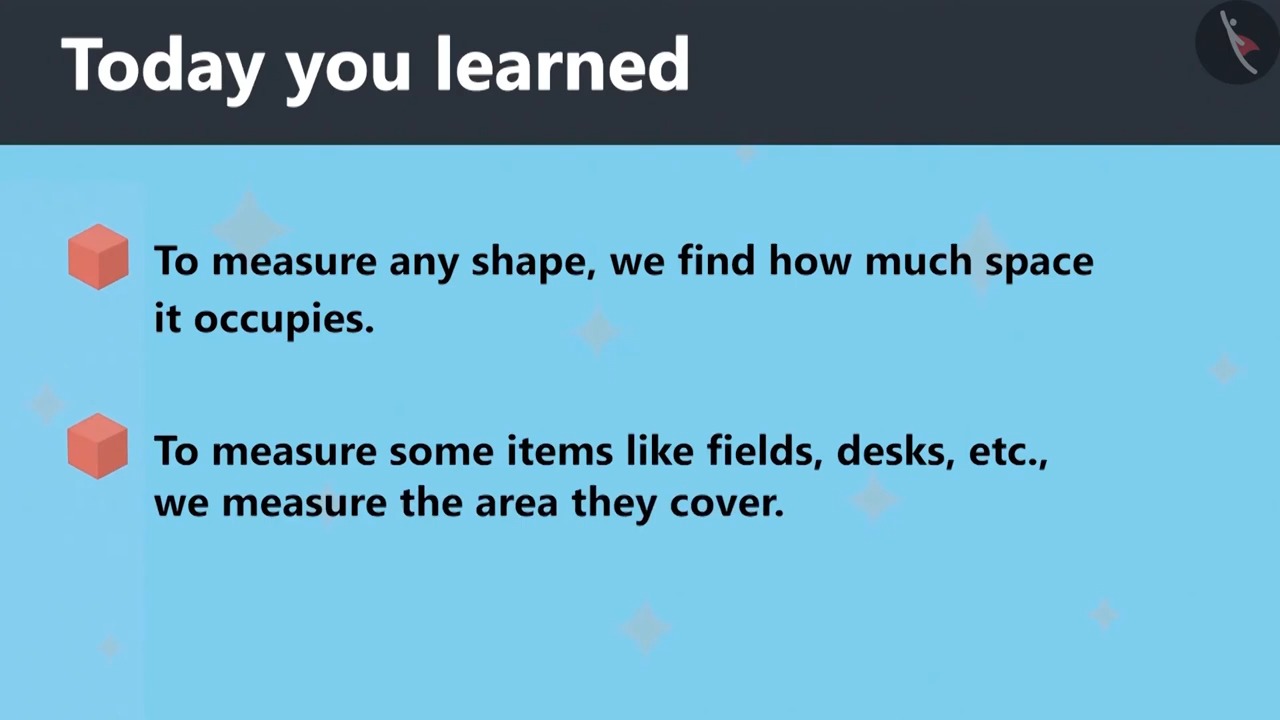 Today you learned
To measure any shape, we find how much space
it occupies.
To measure some items like fields, desks, etc.,
we measure the area they cover.